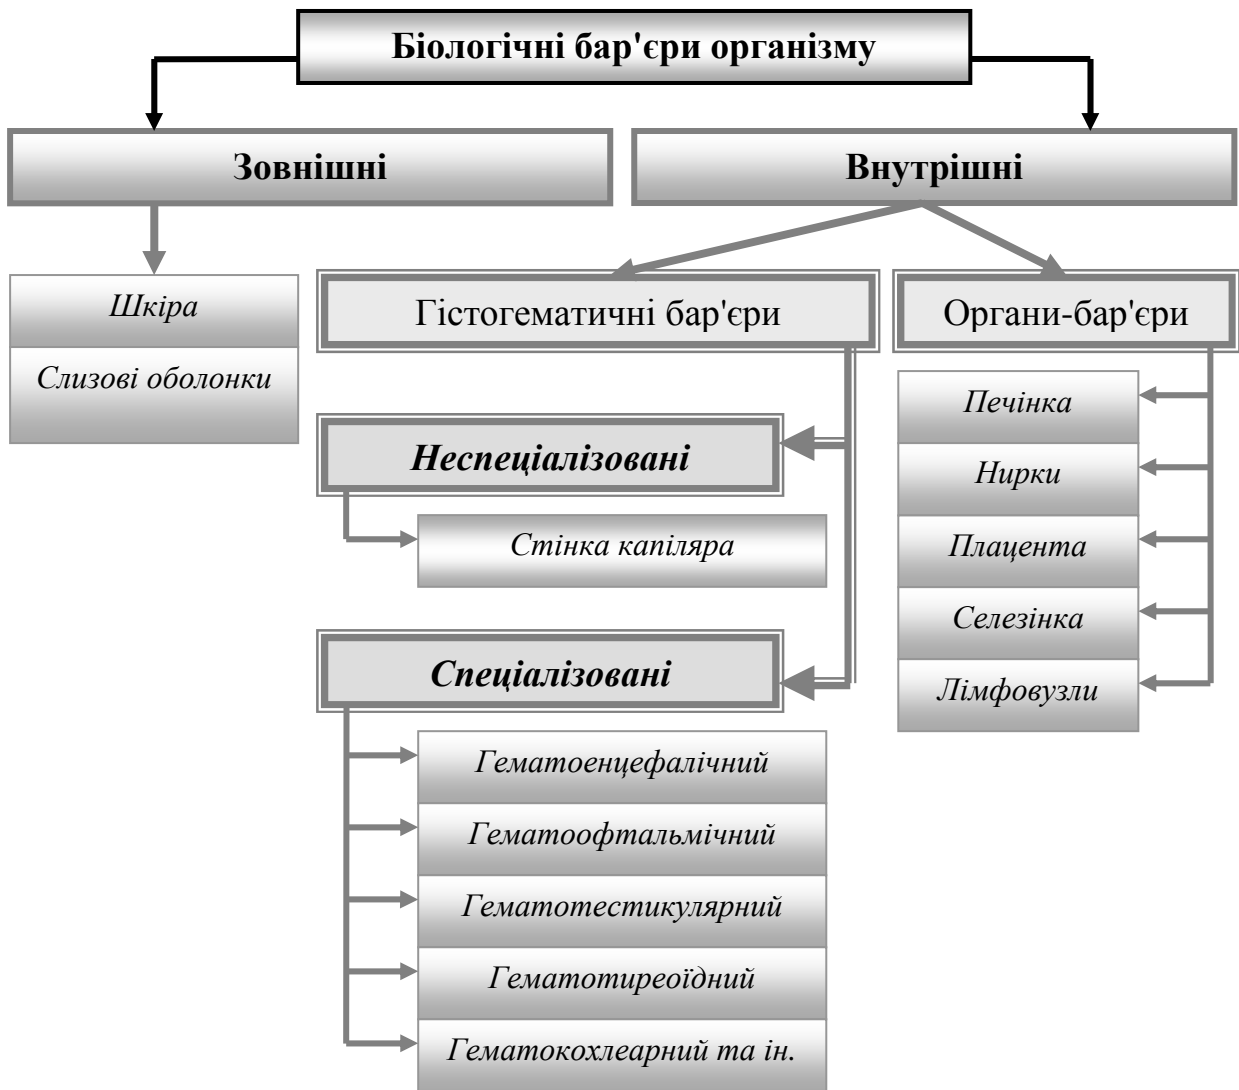 Біологічні бар'єри організму
Зовнішні
Внутрішні
Шкіра
Слизові оболонки
Гістогематичні бар'єри
Органи-бар'єри
Неспеціалізовані
Стінка капіляра
Спеціалізовані
Гематоенцефалічний
Гематоофтальмічний
Гематотестикулярний
Гематотиреоїдний
Гематокохлеарний та ін.
Печінка
Нирки
Плацента
Селезінка
Лімфовузли